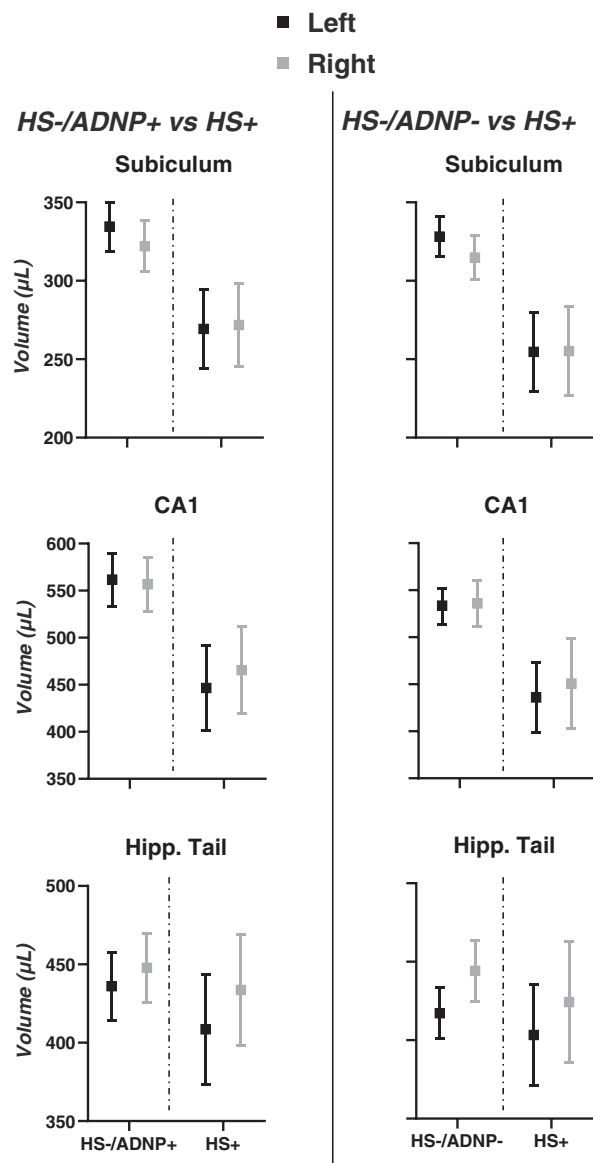 Left
Right
HS-/ADNP+ vs HS+
HS-/ADNP- vs HS+
Subiculum
Subiculum
Volume (µL)
350
300
250
200
CA1
CA1
Volume (µL)
600
550
500
450
400
350
Hipp. Tail
Hipp. Tail
Volume (µL)
500
450
400
350
HS-/ADNP+
HS+
HS-/ADNP-
HS+